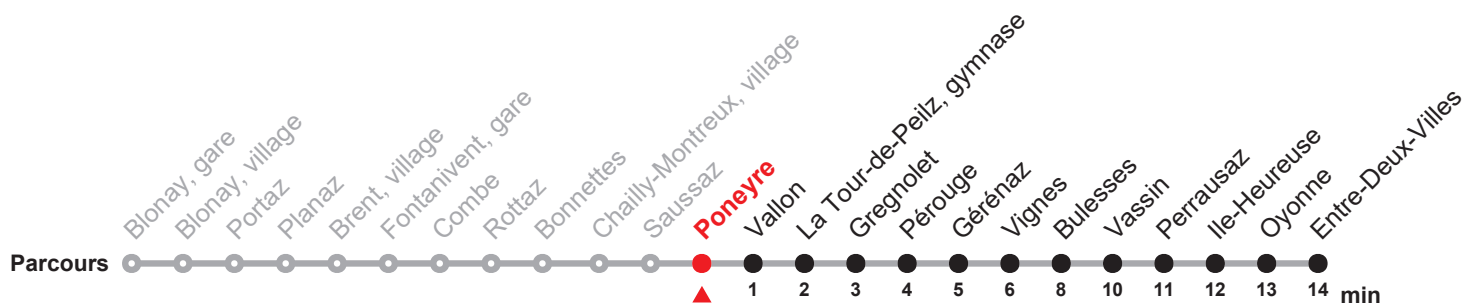 Parcours
Blonay, gare
Blonay, village
Portaz
Planaz
Brent, village
Fontanivent, gare
Combe
Rottaz
Bonnettes
Chailly-Montreux, village
Saussaz
Poneyre
Vallon
La Tour-de-Peilz, gymnase
Gregnolet
Pérouge
Gérénaz
Vignes
Bulesses
Vassin
Perrausaz
Ile-Heureuse
Oyonne
Entre-Deux-Villes
1 2 3 4 5 6 8 10 11 12 13 14 min